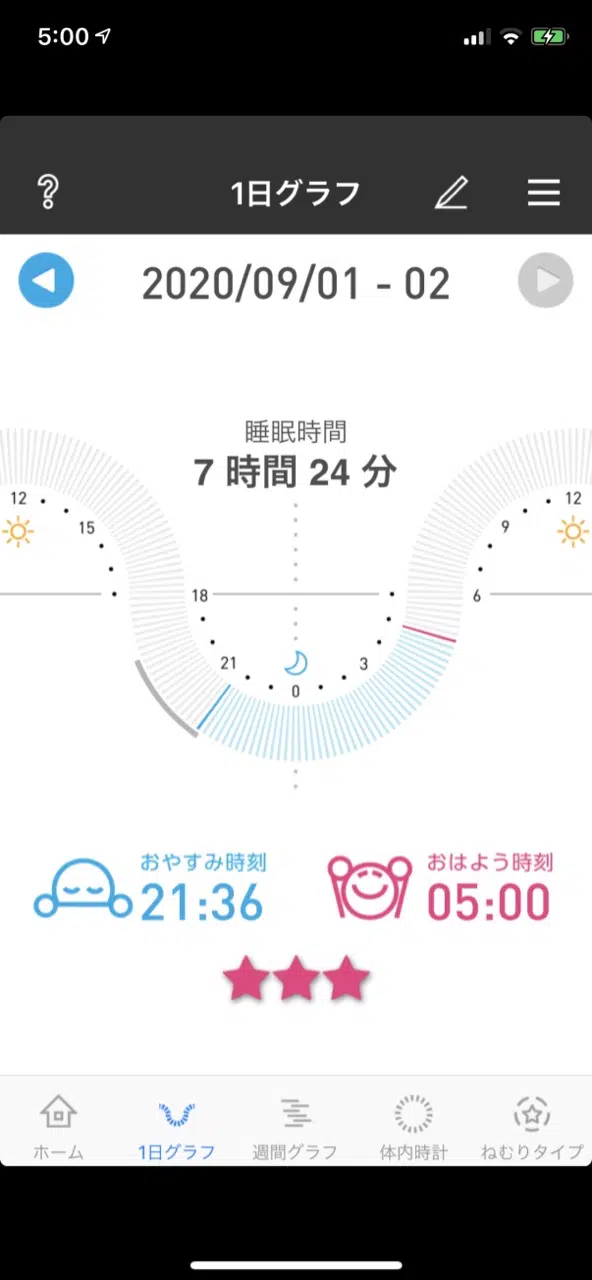 5:00
1日グラフ
2020/09/01 - 02
睡眠時間
7 時間 24 分
12
12
15
9
18
6
21
3
0
おやすみ時刻
21:36
おはよう時刻
05:00
ホーム
1日グラフ
週間グラフ
体内時計
ねむりタイプ